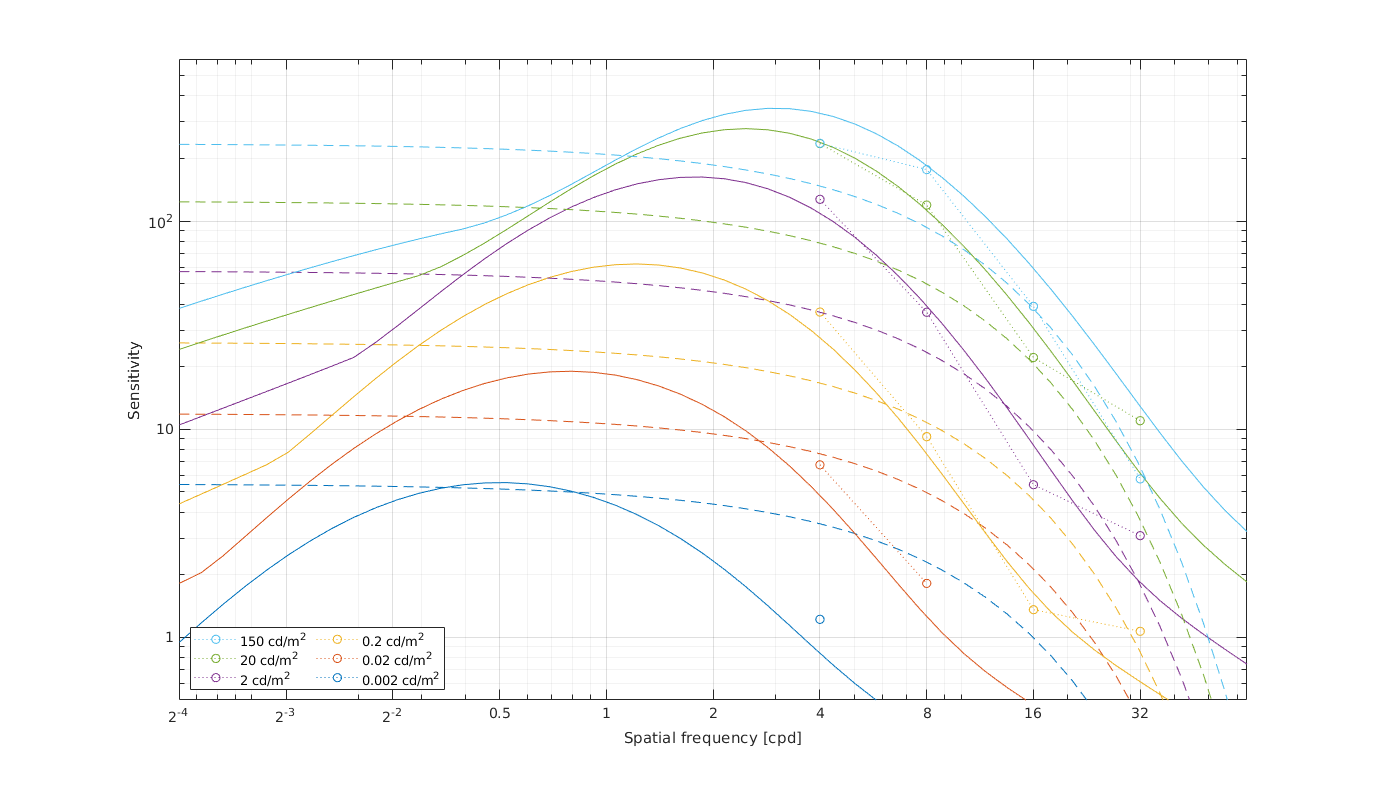 Sensitivity
10²
10
1
150 cd/m² 0.2 cd/m²
20 cd/m² 0.02 cd/m²
2 cd/m² 0.002 cd/m²
2⁻⁴ 2⁻³ 2⁻² 0.5 1 2 4 8 16 32
Spatial frequency [cpd]